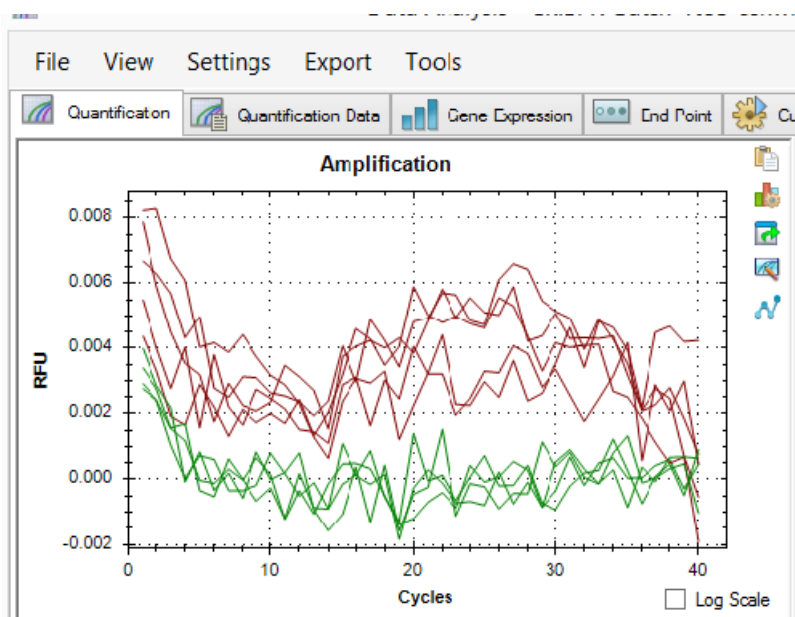 File View Settings Export Tools
Quantificaton Quantification Data Gene Expression End Point
Amplification
0.008
0.006
0.004
0.002
0.000
-0.002
RFU
0 10 20 30 40
Cycles
Log Scale